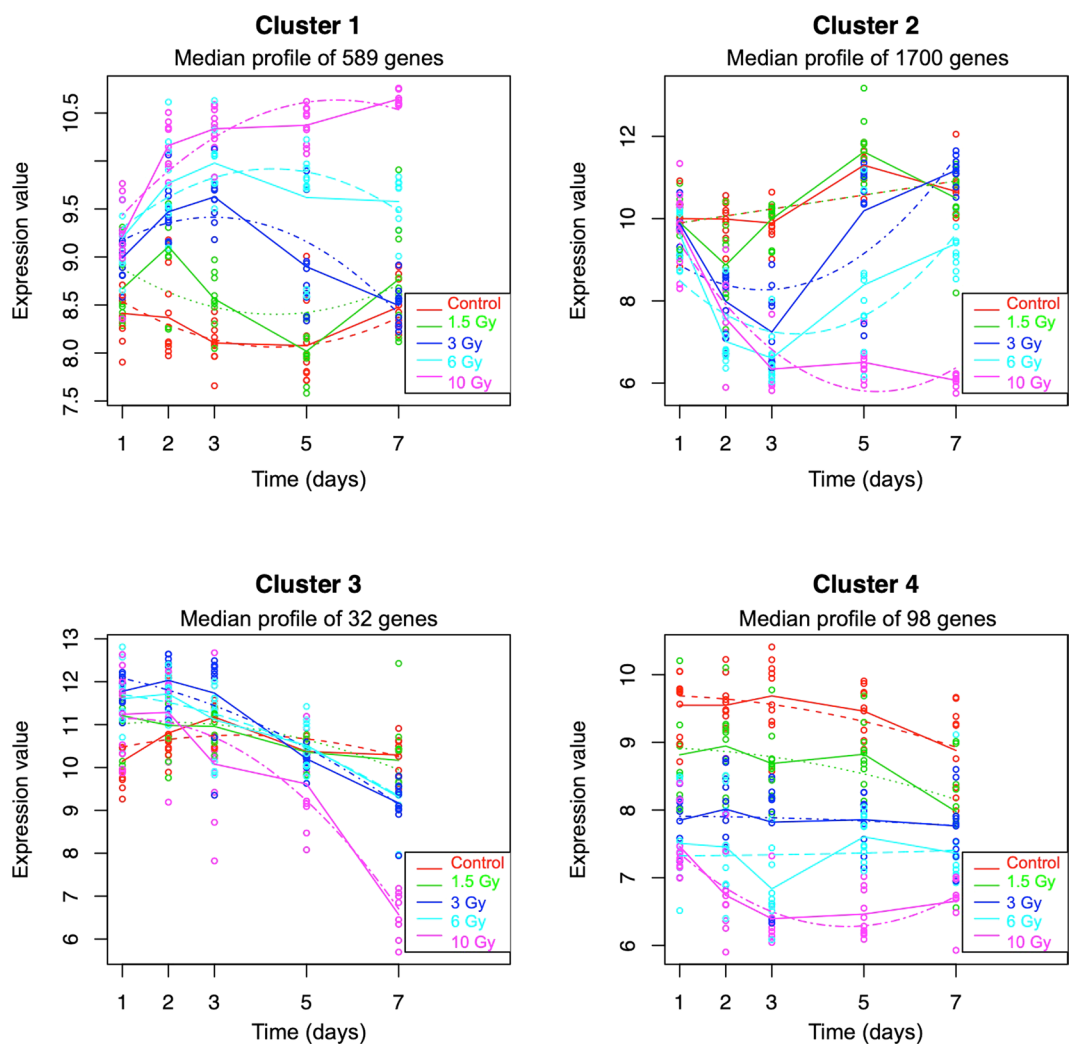 Cluster 1
Median profile of 589 genes
Expression value
10.5
9.5
9.0
8.5
8.0
7.5
Control
1.5 Gy
3 Gy
6 Gy
10 Gy
1 2 3 5 7
Time (days)
Cluster 2
Median profile of 1700 genes
Expression value
12
10
8
6
Control
1.5 Gy
3 Gy
6 Gy
10 Gy
1 2 3 5 7
Time (days)
Cluster 3
Median profile of 32 genes
Expression value
13
12
11
10
9
8
7
6
Control
1.5 Gy
3 Gy
6 Gy
10 Gy
1 2 3 5 7
Time (days)
Cluster 4
Median profile of 98 genes
Expression value
10
9
8
7
6
Control
1.5 Gy
3 Gy
6 Gy
10 Gy
1 2 3 5 7
Time (days)